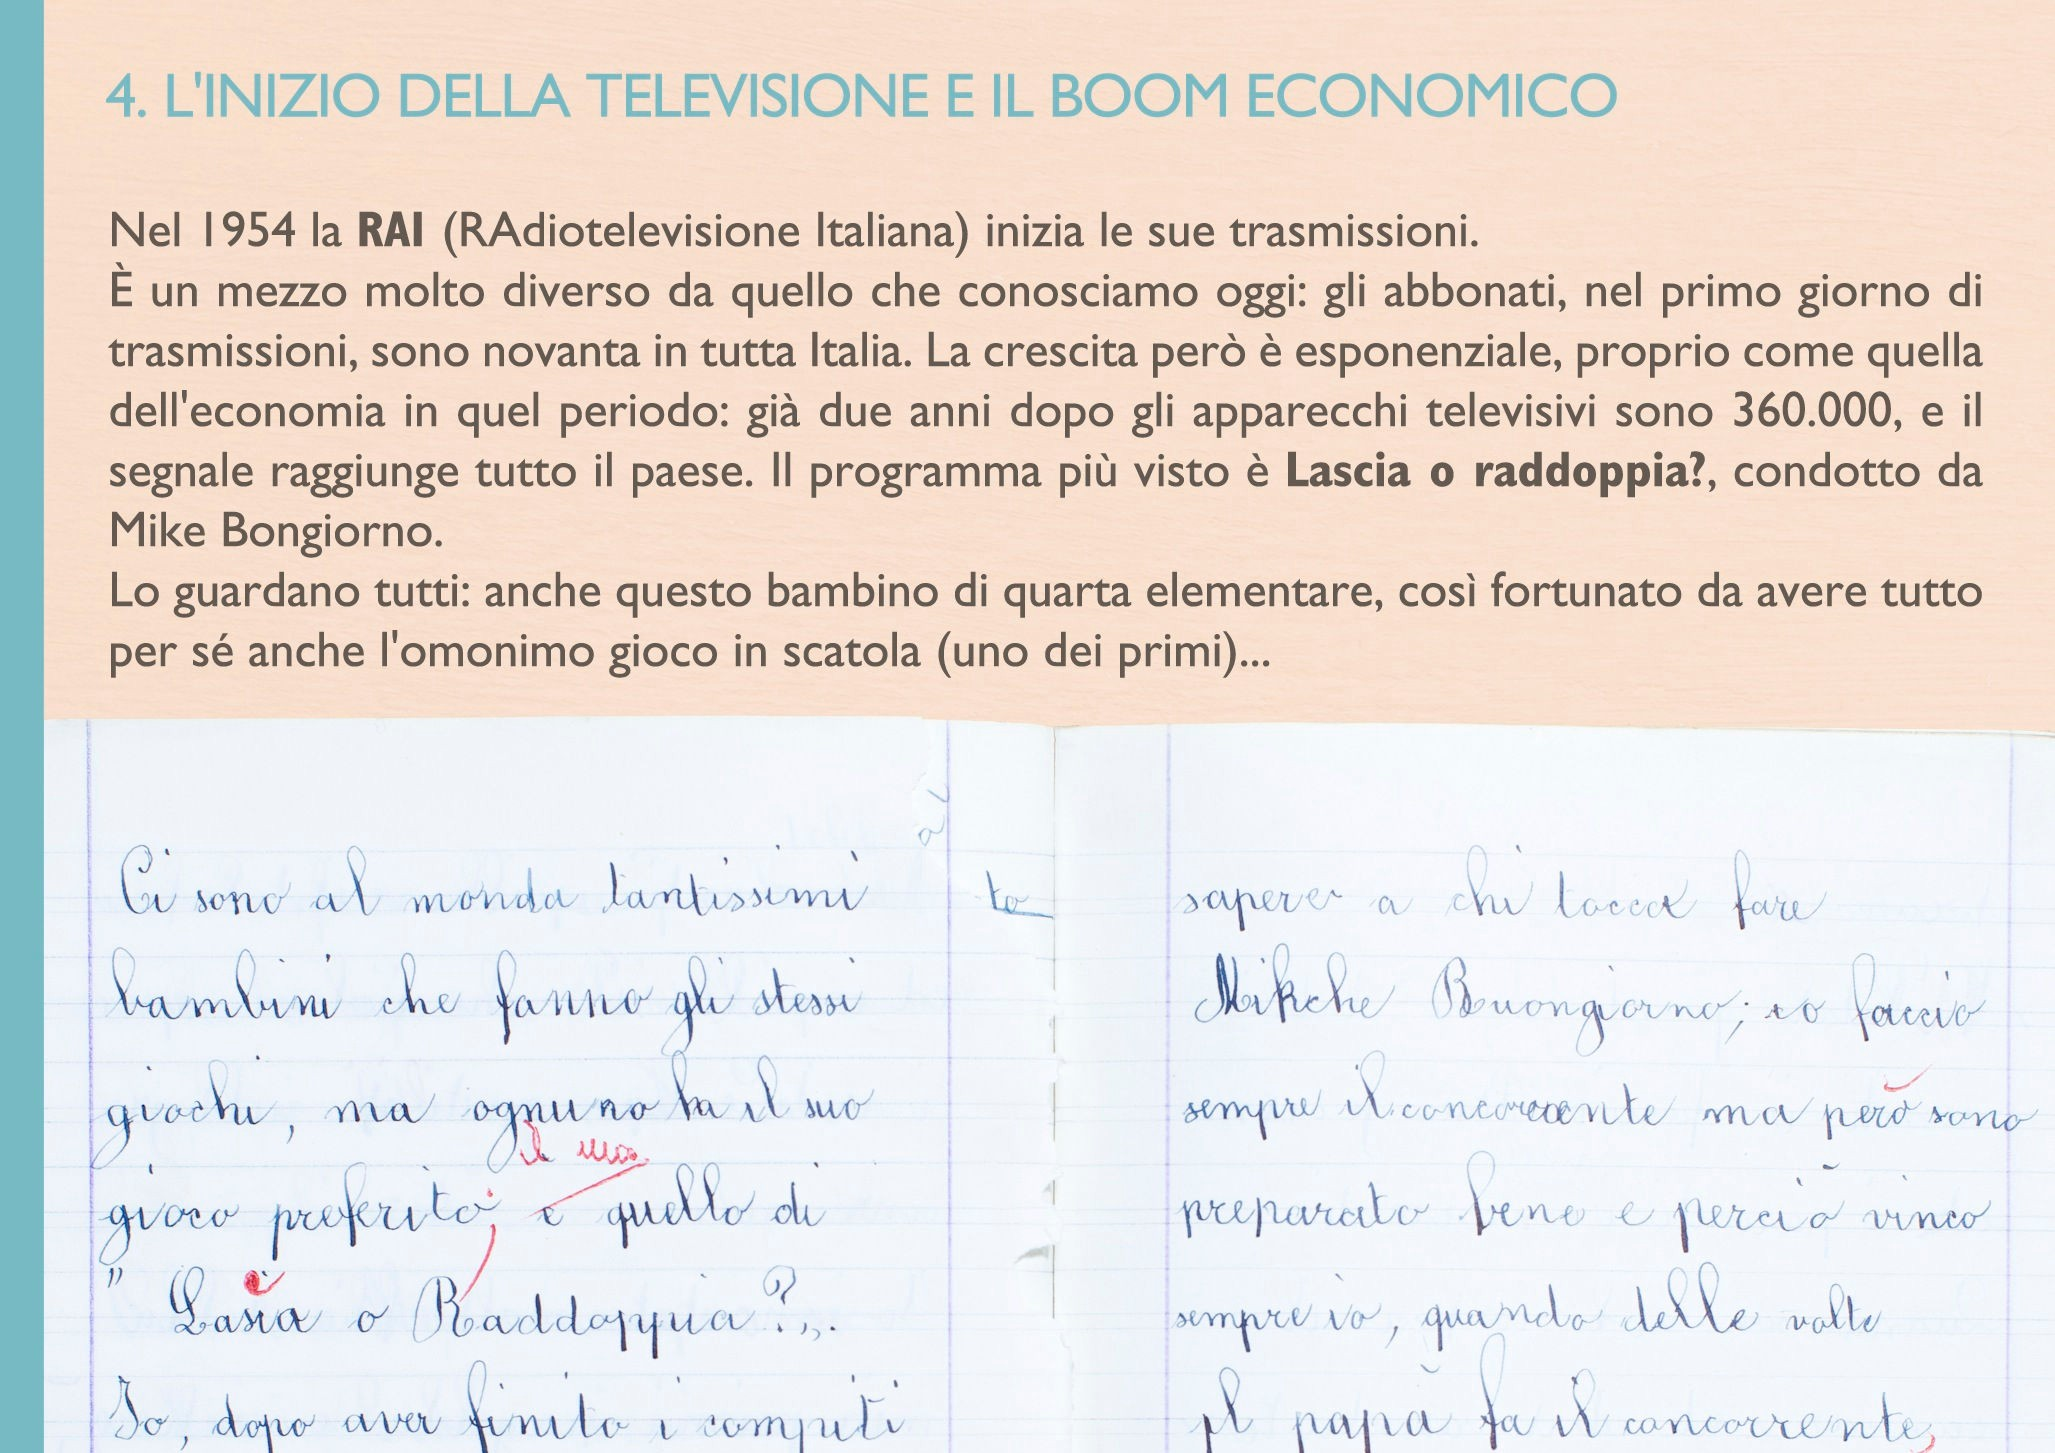 4. L'INIZIO DELLA TELEVISIONE E IL BOOM ECONOMICO
Nel 1954 la RAI (RAdiotelevisione Italiana) inizia le sue trasmissioni.
È un mezzo molto diverso da quello che conosciamo oggi: gli abbonati, nel primo giorno di
trasmissioni, sono novanta in tutta Italia. La crescita però è esponenziale, proprio come quella
dell'economia in quel periodo: già due anni dopo gli apparecchi televisivi sono 360.000, e il
segnale raggiunge tutto il paese. Il programma più visto è Lascia o raddoppia?, condotto da
Mike Bongiorno.
Lo guardano tutti: anche questo bambino di quarta elementare, così fortunato da avere tutto
per sé anche l'omonimo gioco in scatola (uno dei primi)...
Ci sono al mondo tantissimi
bambini che fanno gli stessi
giochi, ma ognuno ha il suo
il mio
gioco preferito; è quello di
" Lascia o Raddoppia?".
Io, dopo aver finito i compiti
to
sapere a chi tocca fare
Mikche Buongiorno; io faccio
sempre il concorrente ma però sono
preparato bene e perciò vinco
sempre io, quando delle volte
il papà fa il concorrente,